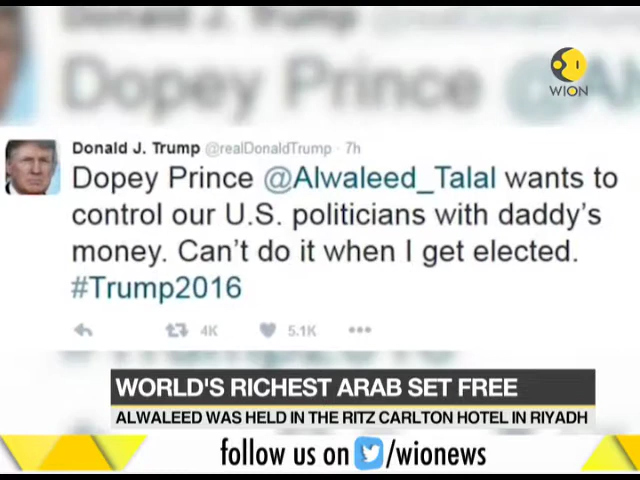 Dopey Prince
WION
Donald J. Trump @realDonaldTrump · 7h
Dopey Prince @Alwaleed_Talal wants to
control our U.S. politicians with daddy's
money. Can't do it when I get elected.
#Trump2016
4K 5.1K
WORLD'S RICHEST ARAB SET FREE
ALWALEED WAS HELD IN THE RITZ CARLTON HOTEL IN RIYADH
follow us on /wionews